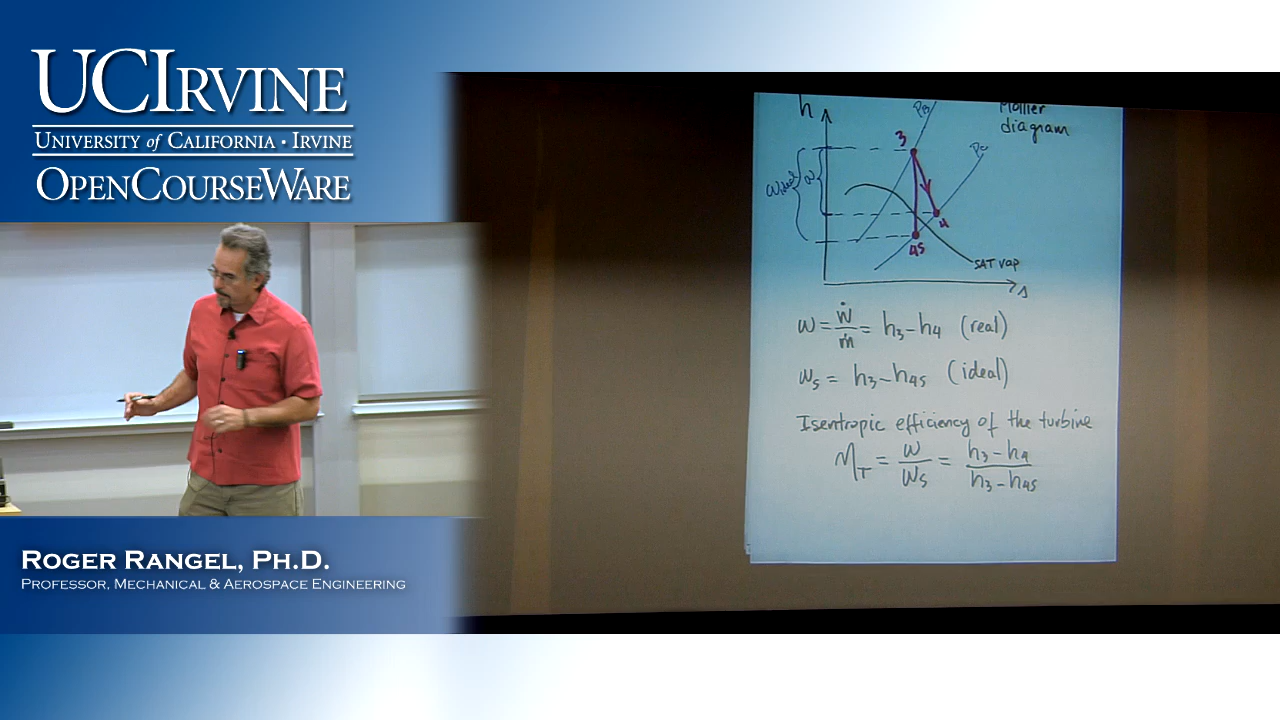 UCIRVINE
UNIVERSITY of CALIFORNIA · IRVINE
OPENCOURSEWARE
ROGER RANGEL, PH.D.
PROFESSOR, MECHANICAL & AEROSPACE ENGINEERING
h
Mollier
diagram
3
w
4
4s
SAT vap
s
w = Ẇ/ṁ = h₃-h₄ (real)
wₛ = h₃-h₄ₛ (ideal)
Isentropic efficiency of the turbine
η_T = w/wₛ = (h₃-h₄)/(h₃-h₄ₛ)